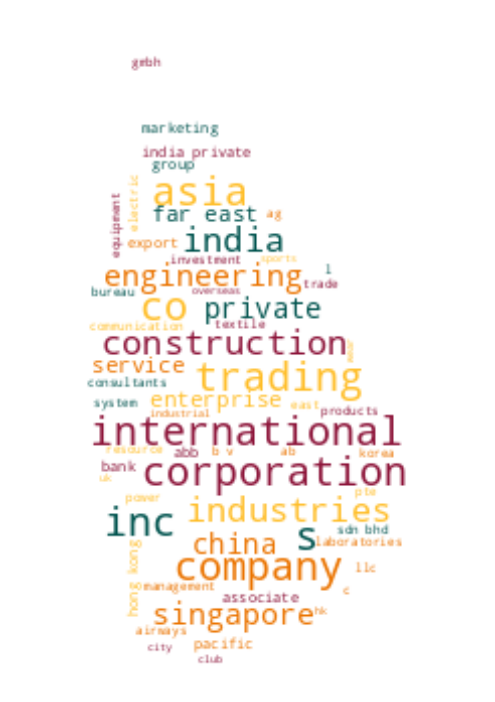 gmbh
marketing
india private
group
electric
equipment
asia
far east ag
export india
investment sports
engineering l
trade
bureau overseas
co private
communication textile
construction
service
consultants trading
system enterprise east
industrial products
international
resource abb b v ab korea
bank corporation
uk
power pte
inc industries
s sdn bhd
china laboratories
hong kong
company llc
management c
associate
singapore hk
airways
city pacific
club